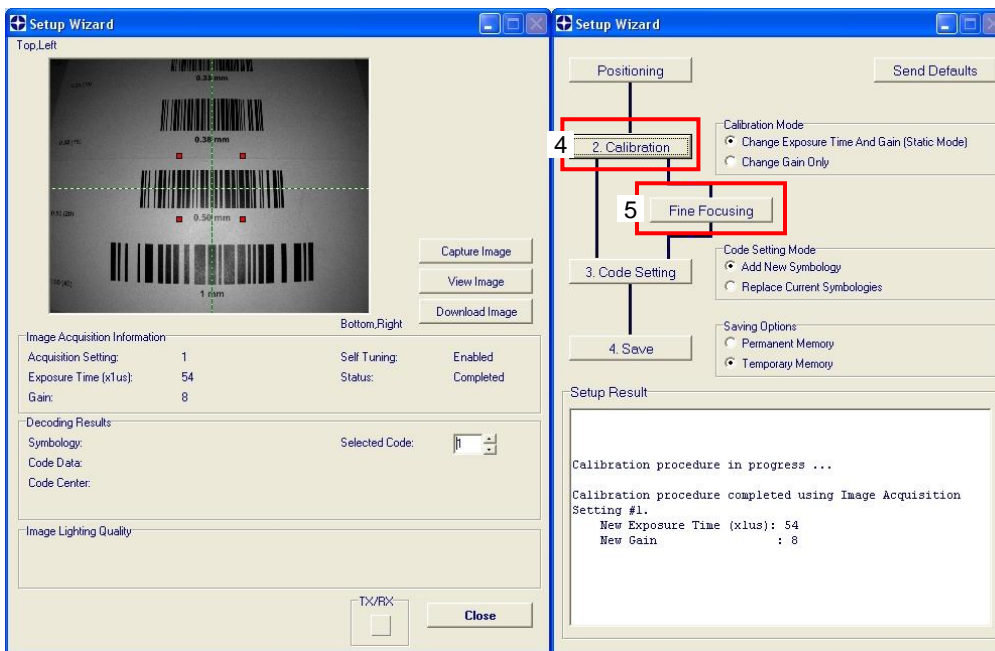 Setup Wizard
Top,Left
0.33 mm
0.38 mm
0.50 mm
1 mm
Capture Image
View Image
Download Image
Bottom,Right
Image Acquisition Information
Acquisition Setting: 1 Self Tuning: Enabled
Exposure Time (x1us): 54 Status: Completed
Gain: 8
Decoding Results
Symbology: Selected Code: 1
Code Data:
Code Center:
Image Lighting Quality
TX/RX
Close
Setup Wizard
Positioning Send Defaults
4 2. Calibration
Calibration Mode
Change Exposure Time And Gain (Static Mode)
Change Gain Only
5 Fine Focusing
3. Code Setting
Code Setting Mode
Add New Symbology
Replace Current Symbologies
4. Save
Saving Options
Permanent Memory
Temporary Memory
Setup Result
Calibration procedure in progress ...
Calibration procedure completed using Image Acquisition
Setting #1.
New Exposure Time (x1us): 54
New Gain : 8